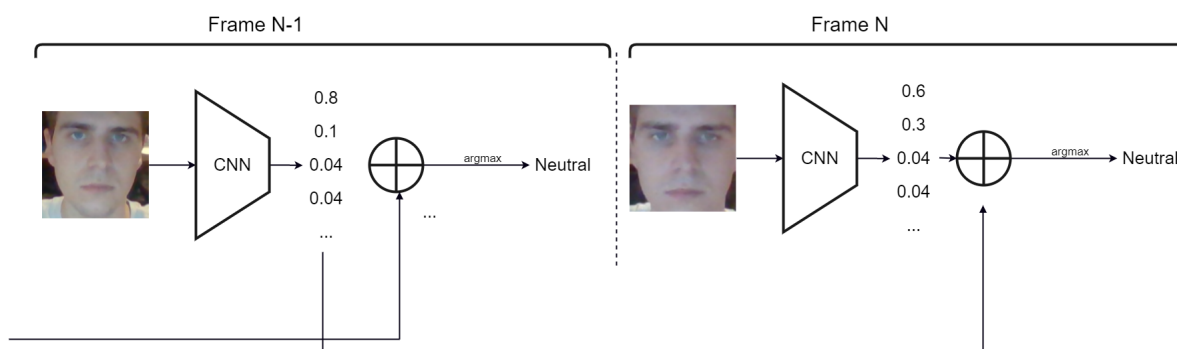 Frame N-1
CNN
0.8
0.1
0.04
0.04
...
argmax
Neutral
...
Frame N
CNN
0.6
0.3
0.04
0.04
...
argmax
Neutral